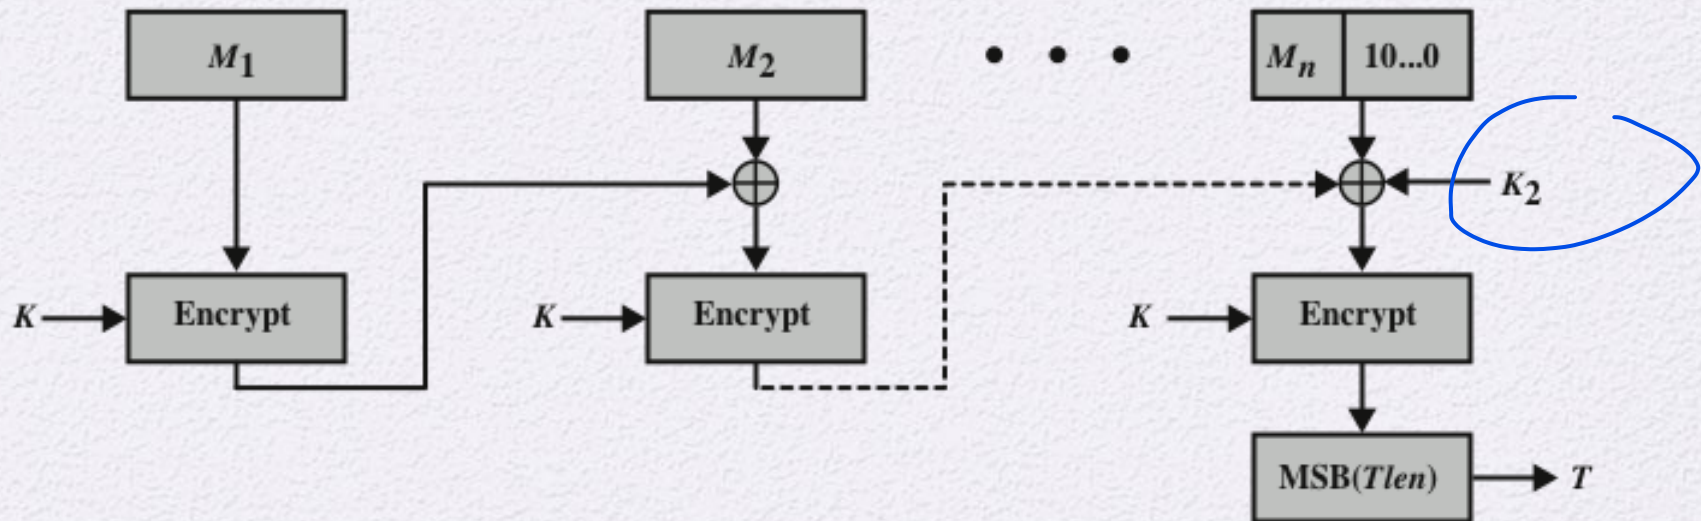 M1 M2 • • • Mn 10...0
K2
K Encrypt K Encrypt K Encrypt
MSB(Tlen) T